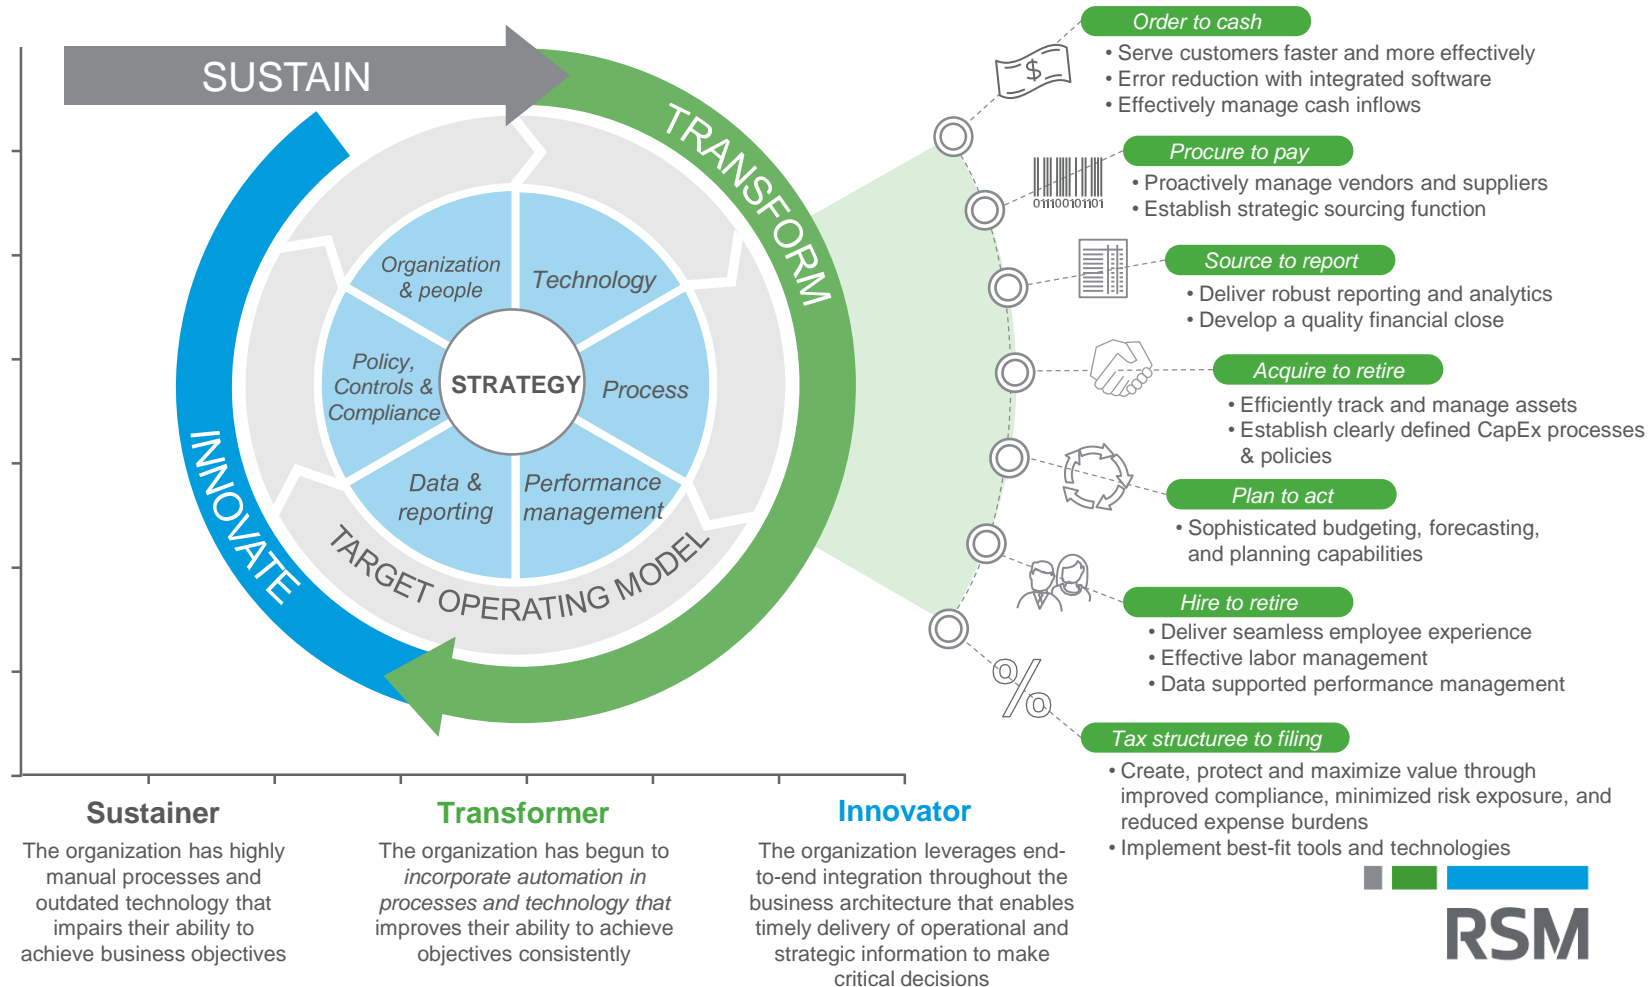 SUSTAIN
TRANSFORM
INNOVATE
TARGET OPERATING MODEL
Organization
& people
Technology
Policy,
Controls &
Compliance
STRATEGY
Process
Data &
reporting
Performance
management
Order to cash
• Serve customers faster and more effectively
• Error reduction with integrated software
• Effectively manage cash inflows
$
Procure to pay
• Proactively manage vendors and suppliers
• Establish strategic sourcing function
011100101101
Source to report
• Deliver robust reporting and analytics
• Develop a quality financial close
Acquire to retire
• Efficiently track and manage assets
• Establish clearly defined CapEx processes
& policies
Plan to act
• Sophisticated budgeting, forecasting,
and planning capabilities
Hire to retire
• Deliver seamless employee experience
• Effective labor management
• Data supported performance management
%
Tax structuree to filing
• Create, protect and maximize value through
improved compliance, minimized risk exposure, and
reduced expense burdens
• Implement best-fit tools and technologies
Sustainer
The organization has highly
manual processes and
outdated technology that
impairs their ability to
achieve business objectives
Transformer
The organization has begun to
incorporate automation in
processes and technology that
improves their ability to achieve
objectives consistently
Innovator
The organization leverages end-
to-end integration throughout the
business architecture that enables
timely delivery of operational and
strategic information to make
critical decisions
RSM